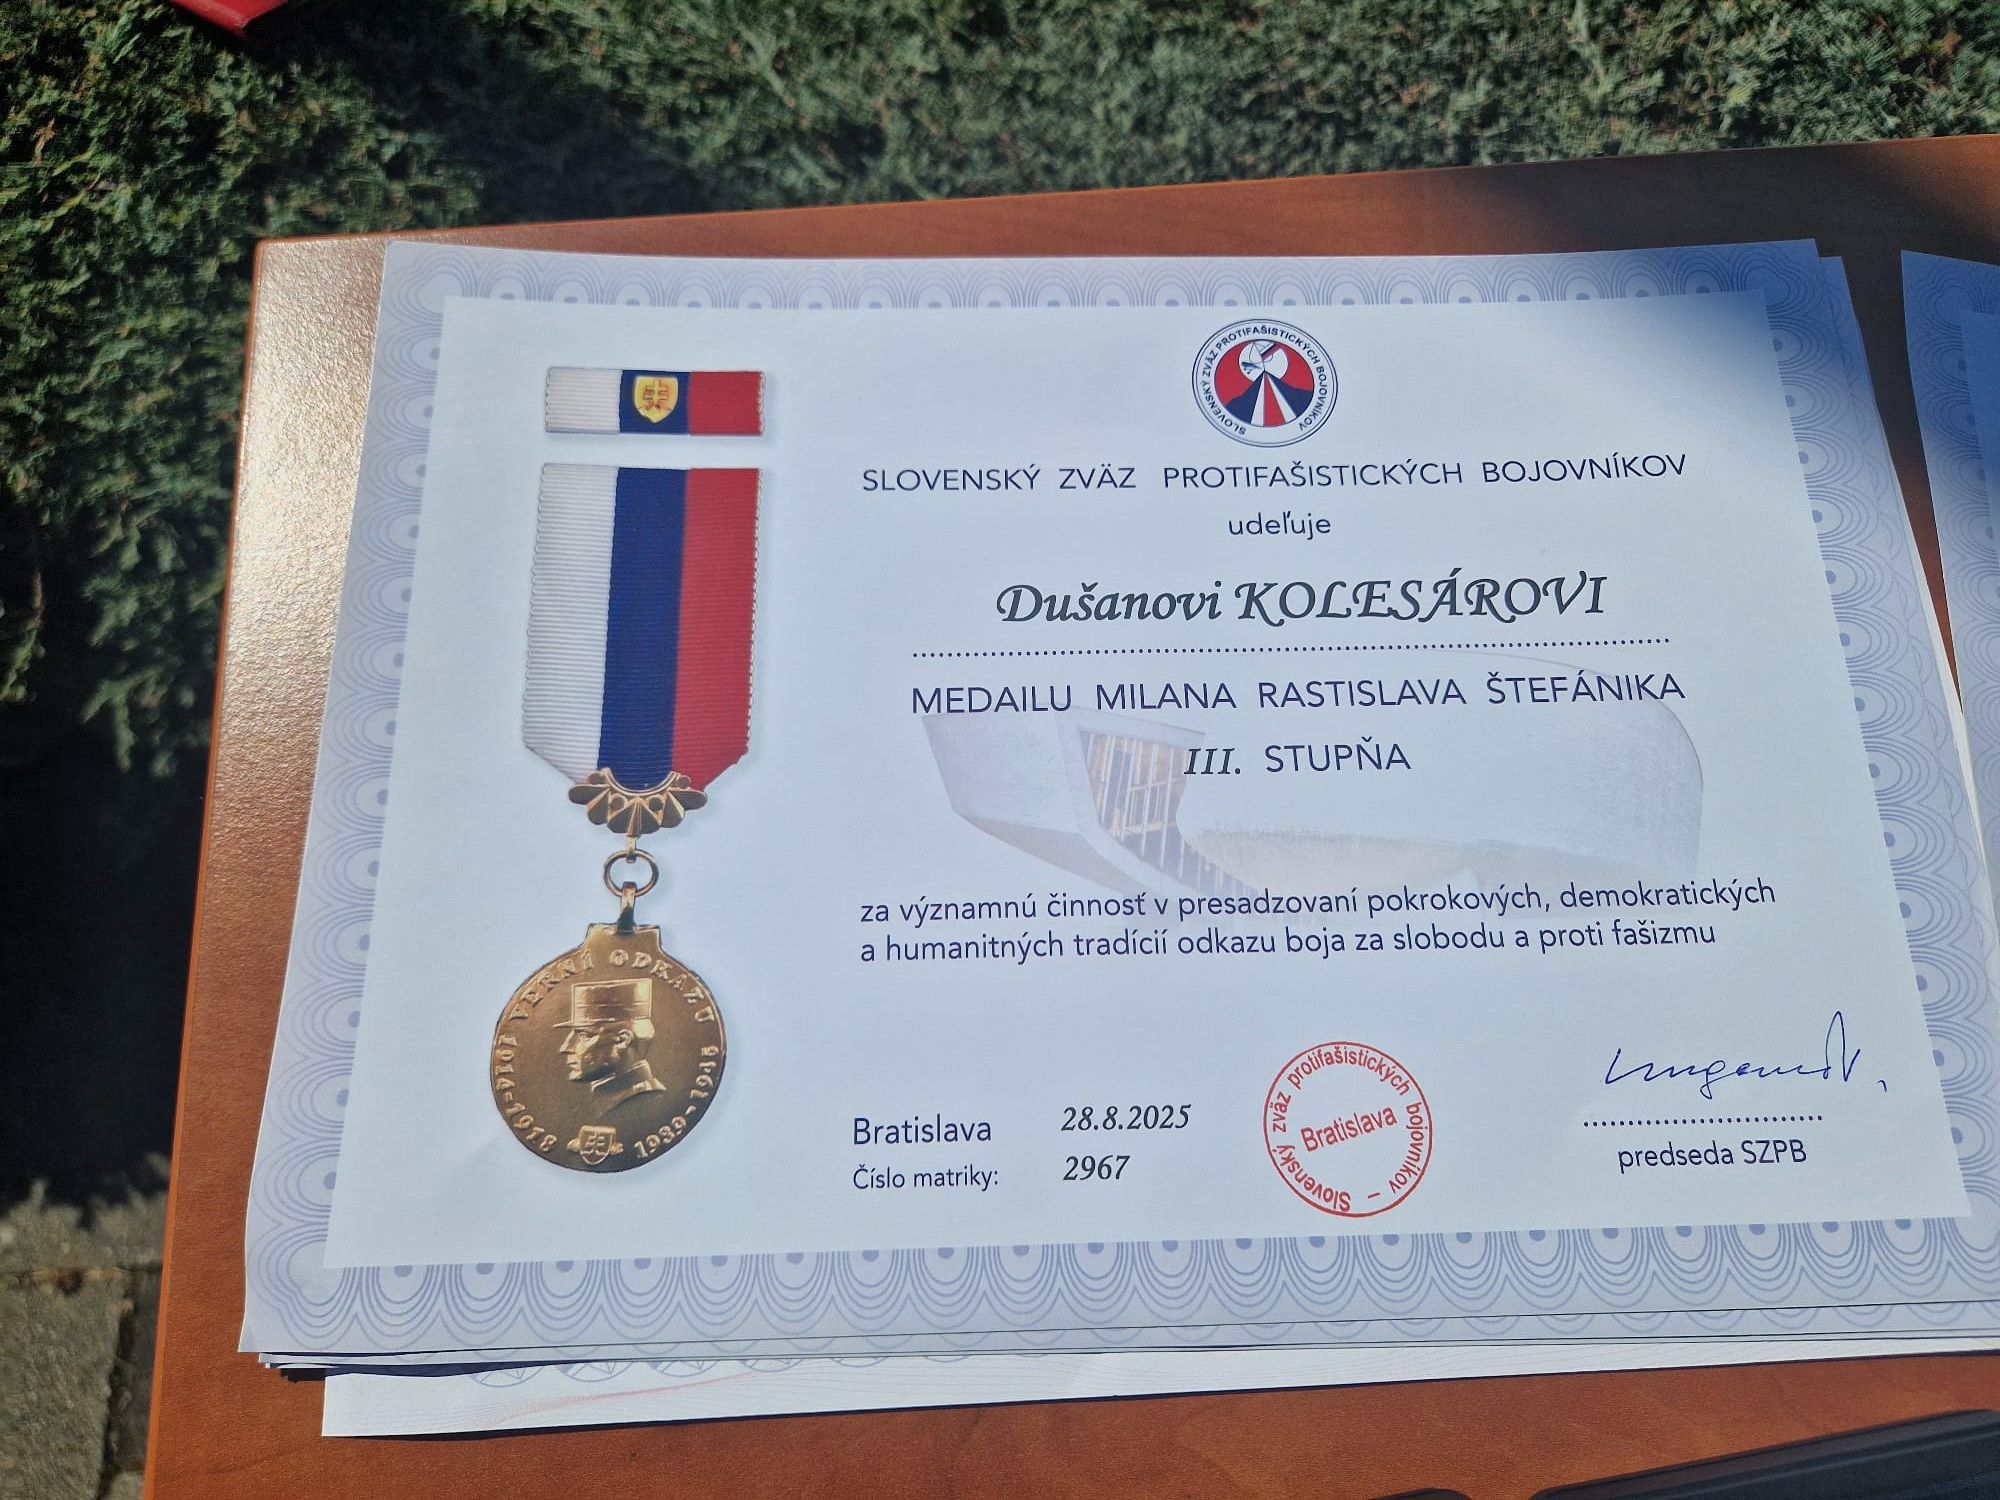 SLOVENSKÝ ZVÄZ PROTIFAŠISTICKÝCH BOJOVNÍKOV
SLOVENSKÝ ZVÄZ PROTIFAŠISTICKÝCH BOJOVNÍKOV
udeľuje
Dušanovi KOLESÁROVI
MEDAILU MILANA RASTISLAVA ŠTEFÁNIKA
III. STUPŇA
za významnú činnosť v presadzovaní pokrokových, demokratických
a humanitných tradícií odkazu boja za slobodu a proti fašizmu
VERNÍ ODKAZU
1914-1918 1939-1945
Bratislava 28.8.2025
Číslo matriky: 2967
Slovenský zväz protifašistických bojovníkov –
Bratislava
predseda SZPB